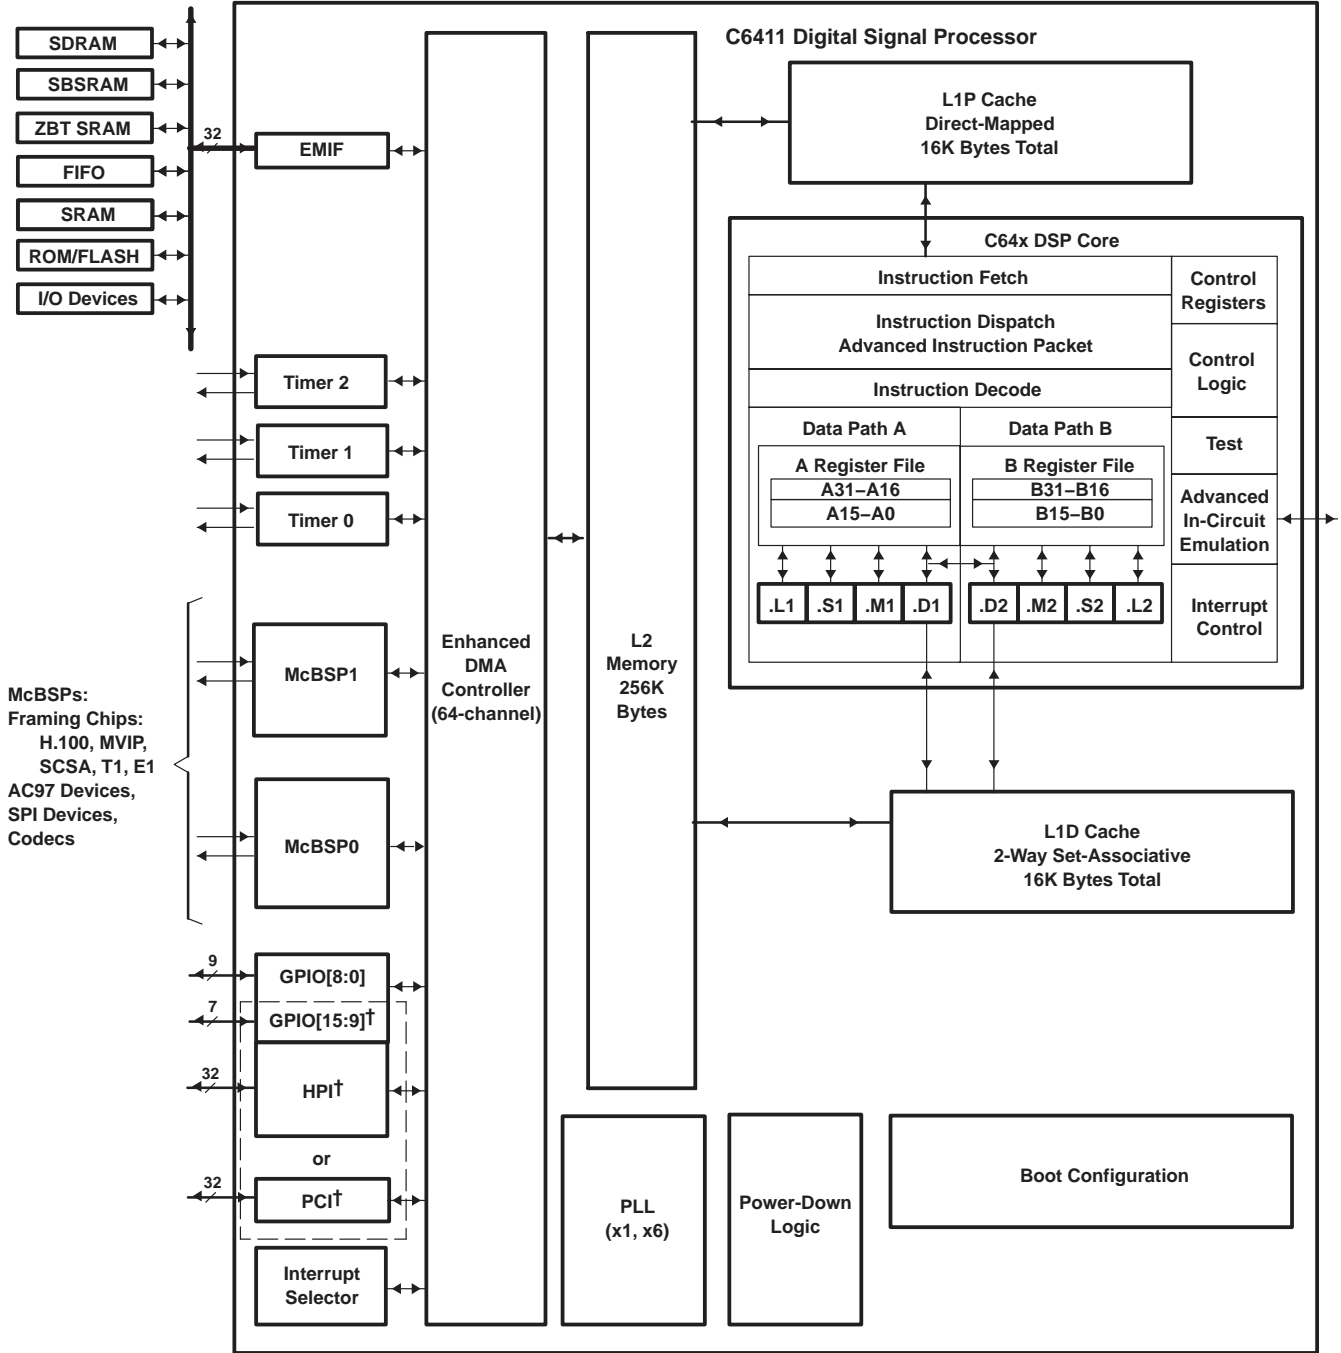 C6411 Digital Signal Processor
SDRAM
SBSRAM
ZBT SRAM
FIFO
SRAM
ROM/FLASH
I/O Devices
32
EMIF
Timer 2
Timer 1
Timer 0
McBSPs:
Framing Chips:
H.100, MVIP,
SCSA, T1, E1
AC97 Devices,
SPI Devices,
Codecs
McBSP1
McBSP0
9
GPIO[8:0]
7
GPIO[15:9]†
32
HPI†
or
32
PCI†
Interrupt
Selector
Enhanced
DMA
Controller
(64-channel)
L2
Memory
256K
Bytes
L1P Cache
Direct-Mapped
16K Bytes Total
C64x DSP Core
Instruction Fetch
Instruction Dispatch
Advanced Instruction Packet
Instruction Decode
Data Path A
Data Path B
A Register File
A31–A16
A15–A0
B Register File
B31–B16
B15–B0
.L1 .S1 .M1 .D1 .D2 .M2 .S2 .L2
Control
Registers
Control
Logic
Test
Advanced
In-Circuit
Emulation
Interrupt
Control
L1D Cache
2-Way Set-Associative
16K Bytes Total
PLL
(x1, x6)
Power-Down
Logic
Boot Configuration